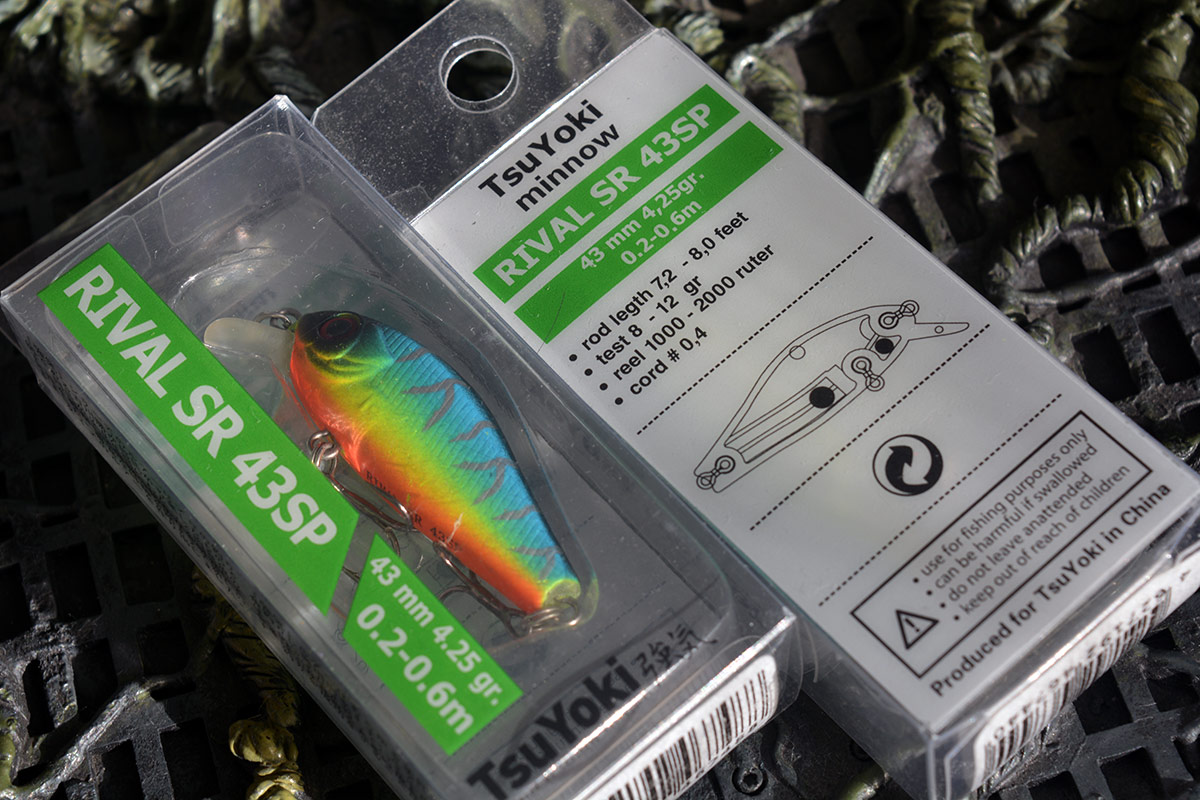 RIVAL SR 43SP
43 mm 4.25 gr.
0.2-0.6m
TsuYoki 強気
TsuYoki
minnow
RiVAL SR 43SP
43 mm 4,25gr.
0.2-0.6m
• rod legth 7,2 - 8,0 feet
• test 8 - 12 gr
• reel 1000 - 2000 ruter
• cord # 0,4
• use for fishing purposes only
• can be harmful if swallowed
• do not leave anattended
• keep out of reach of children
Produced for TsuYoki in China